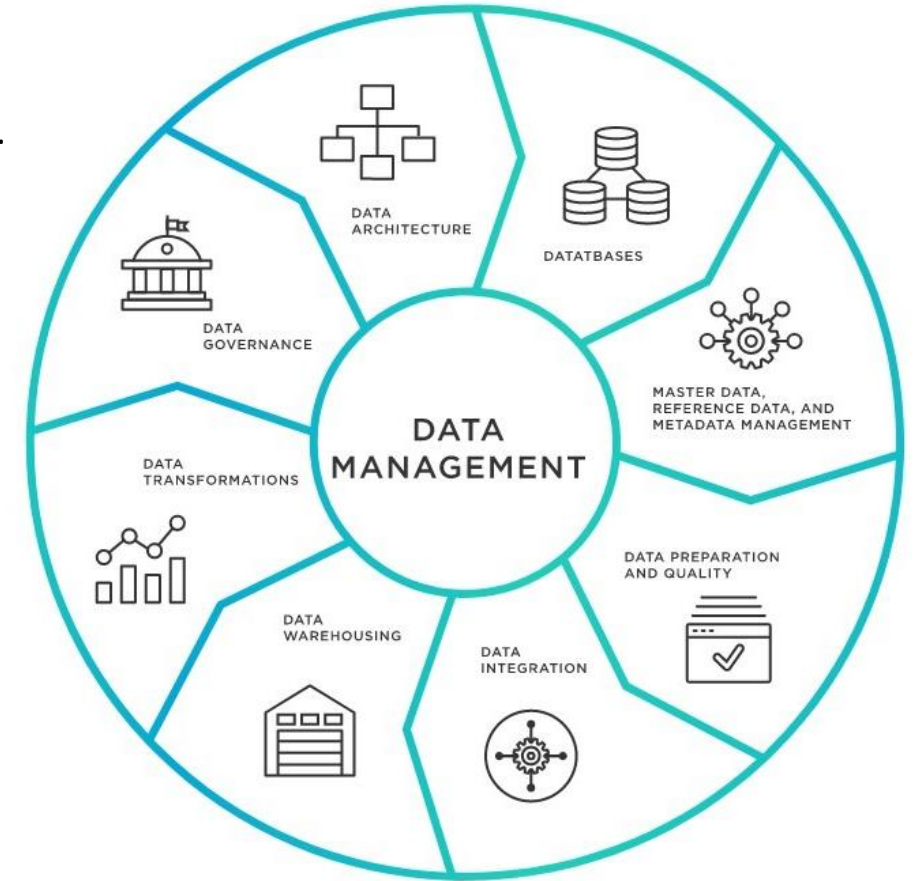 DATA
ARCHITECTURE
DATATBASES
MASTER DATA,
REFERENCE DATA, AND
METADATA MANAGEMENT
DATA PREPARATION
AND QUALITY
DATA
INTEGRATION
DATA
WAREHOUSING
DATA
TRANSFORMATIONS
DATA
GOVERNANCE
DATA
MANAGEMENT